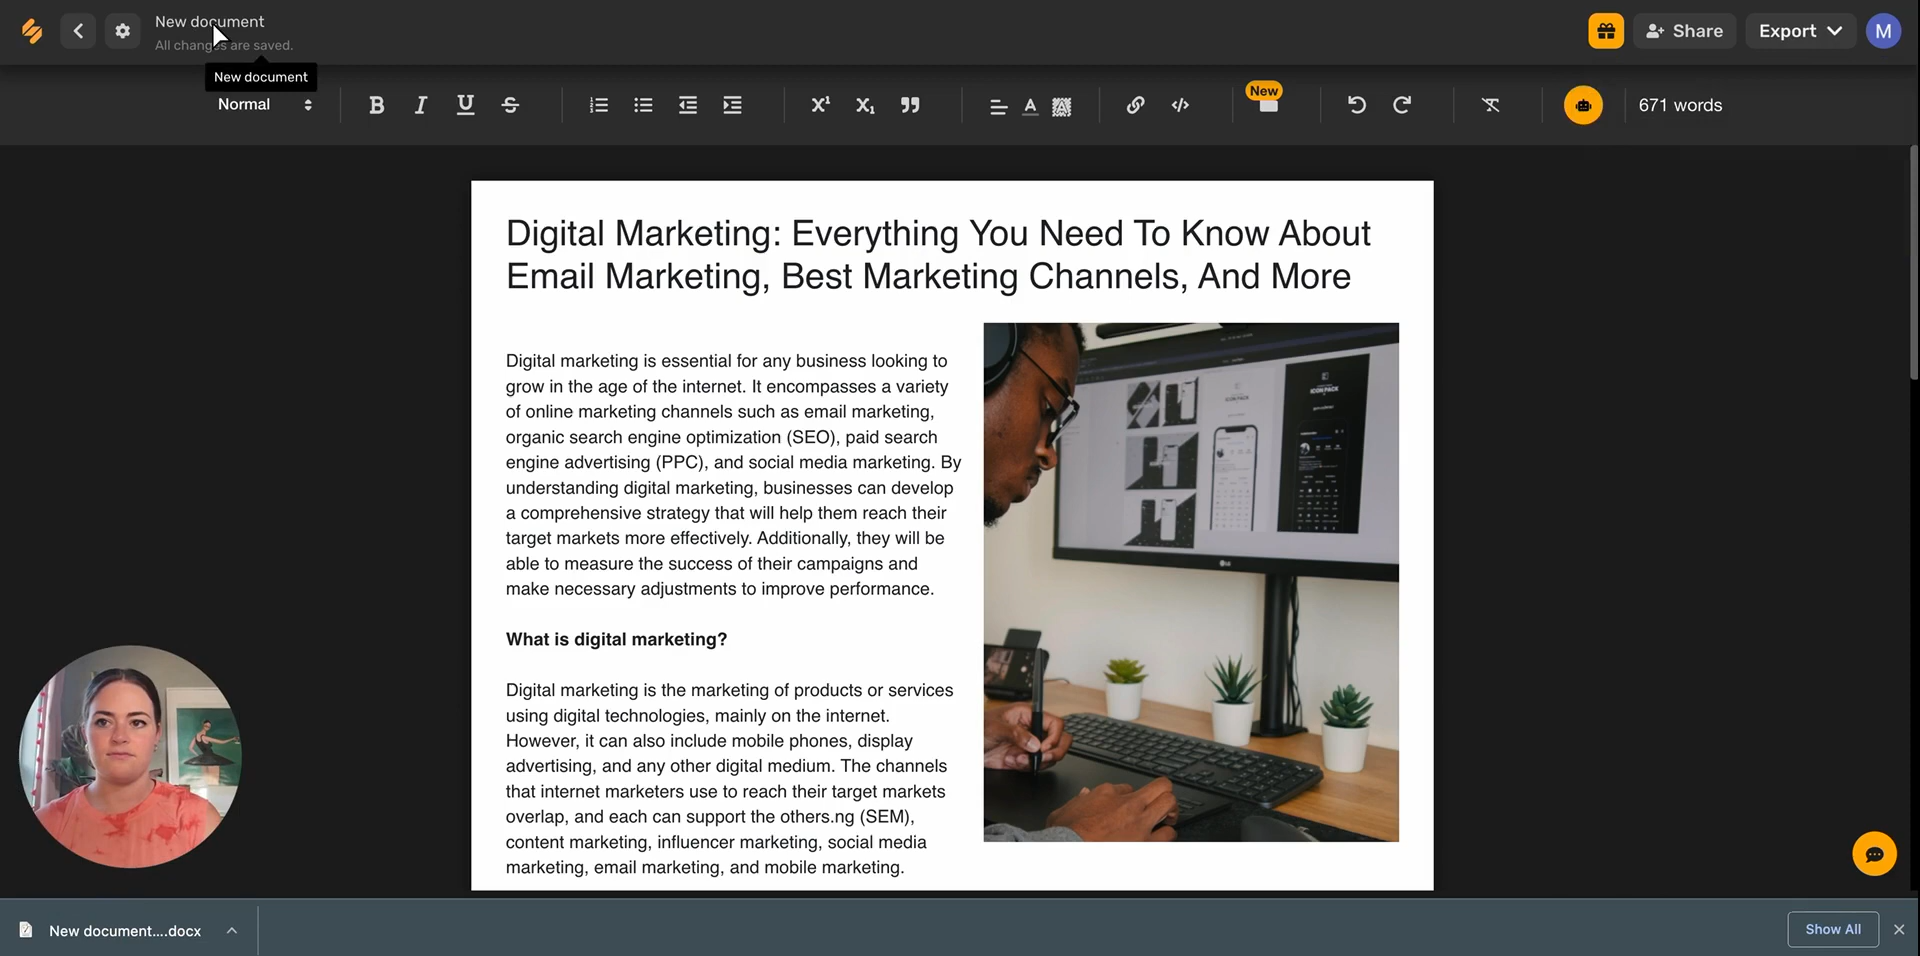 New document
All changes are saved.
Share
Export
M
New document
Normal
B
I
U
S
X¹
X₁
A
New
671 words
Digital Marketing: Everything You Need To Know About
Email Marketing, Best Marketing Channels, And More
Digital marketing is essential for any business looking to
grow in the age of the internet. It encompasses a variety
of online marketing channels such as email marketing,
organic search engine optimization (SEO), paid search
engine advertising (PPC), and social media marketing. By
understanding digital marketing, businesses can develop
a comprehensive strategy that will help them reach their
target markets more effectively. Additionally, they will be
able to measure the success of their campaigns and
make necessary adjustments to improve performance.
What is digital marketing?
Digital marketing is the marketing of products or services
using digital technologies, mainly on the internet.
However, it can also include mobile phones, display
advertising, and any other digital medium. The channels
that internet marketers use to reach their target markets
overlap, and each can support the others.ng (SEM),
content marketing, influencer marketing, social media
marketing, email marketing, and mobile marketing.
ICON PACK
ICON PACK
LG
New document....docx
Show All